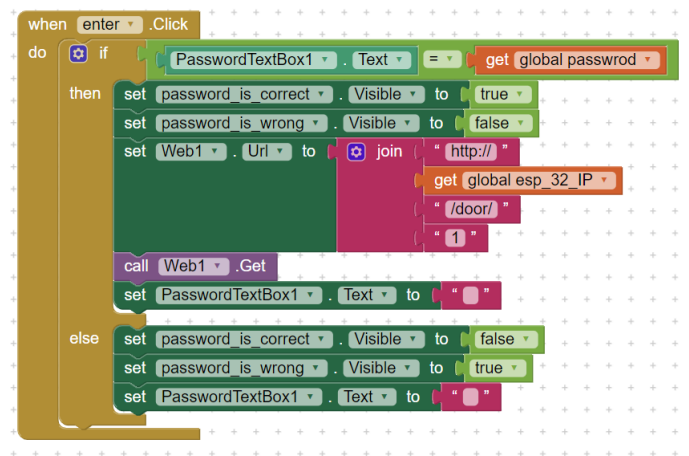 when enter .Click
do if PasswordTextBox1 . Text = get global passwrod
then set password_is_correct . Visible to true
set password_is_wrong . Visible to false
set Web1 . Url to join " http:// "
get global esp_32_IP
" /door/ "
" 1 "
call Web1 .Get
set PasswordTextBox1 . Text to " "
else set password_is_correct . Visible to false
set password_is_wrong . Visible to true
set PasswordTextBox1 . Text to " "